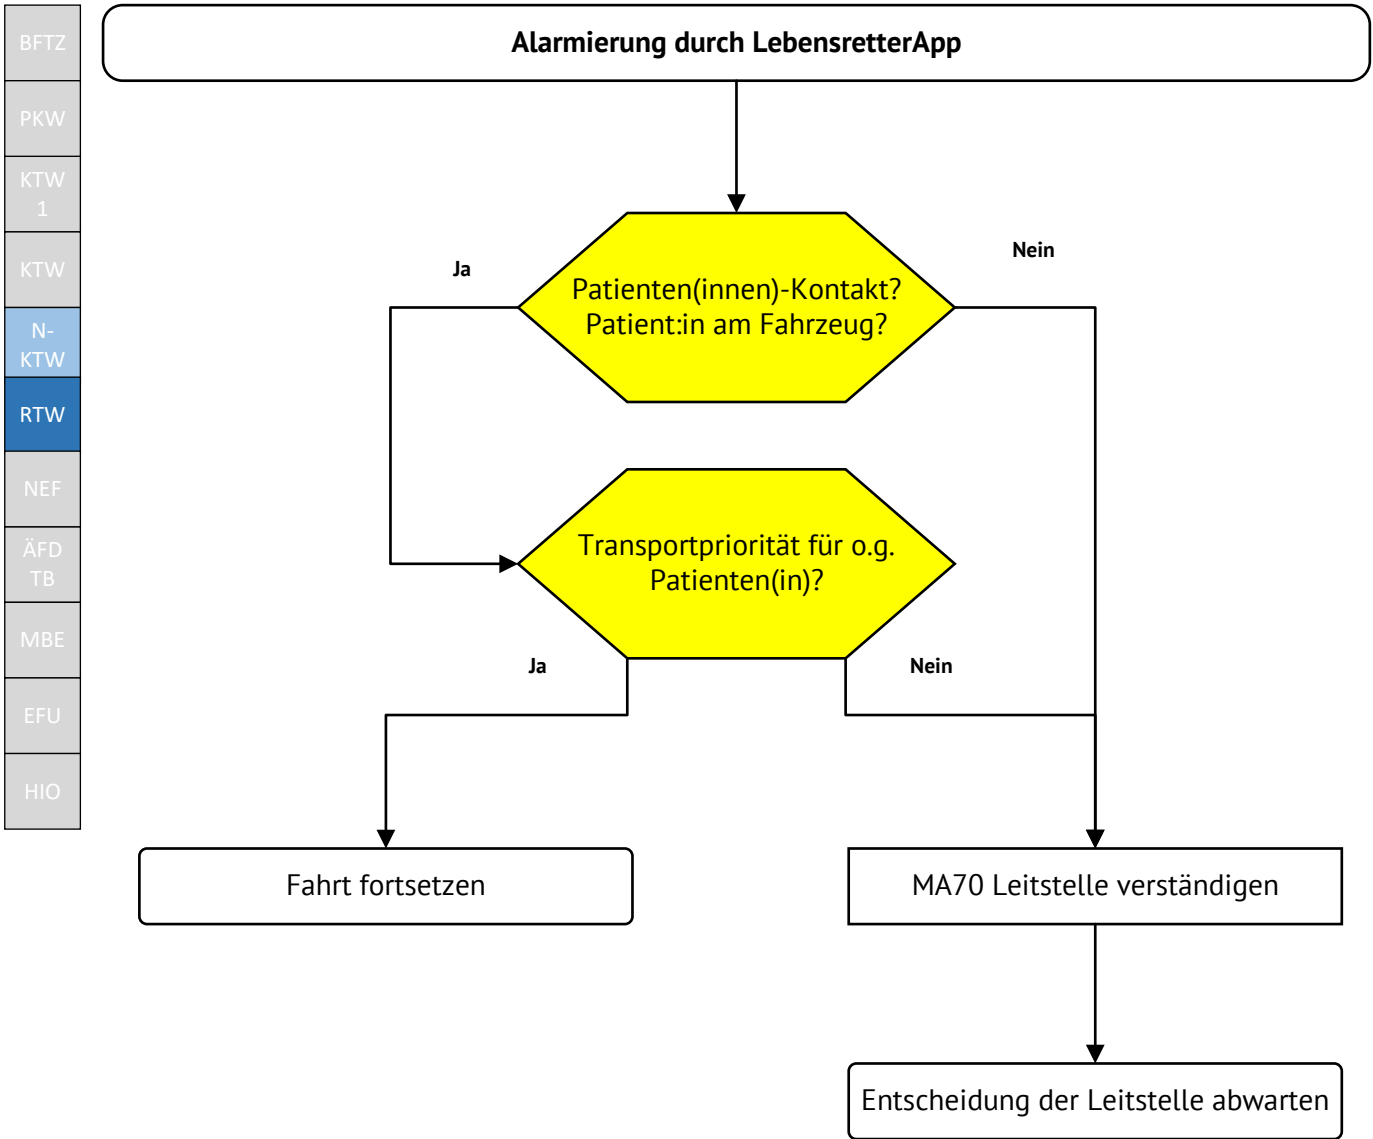 BFTZ
PKW
KTW
1
KTW
N-
KTW
RTW
NEF
ÄFD
TB
MBE
EFU
HIO
Alarmierung durch LebensretterApp
Ja
Nein
Patienten(innen)-Kontakt?
Patient:in am Fahrzeug?
Transportpriorität für o.g.
Patienten(in)?
Ja
Nein
Fahrt fortsetzen
MA70 Leitstelle verständigen
Entscheidung der Leitstelle abwarten